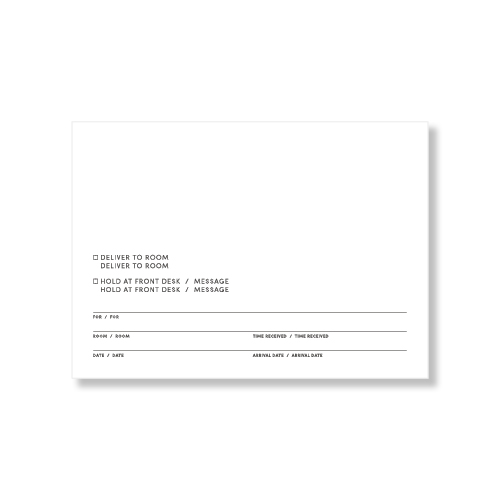 DELIVER TO ROOM
DELIVER TO ROOM
HOLD AT FRONT DESK / MESSAGE
HOLD AT FRONT DESK / MESSAGE
FOR / FOR
ROOM / ROOM TIME RECEIVED / TIME RECEIVED
DATE / DATE ARRIVAL DATE / ARRIVAL DATE